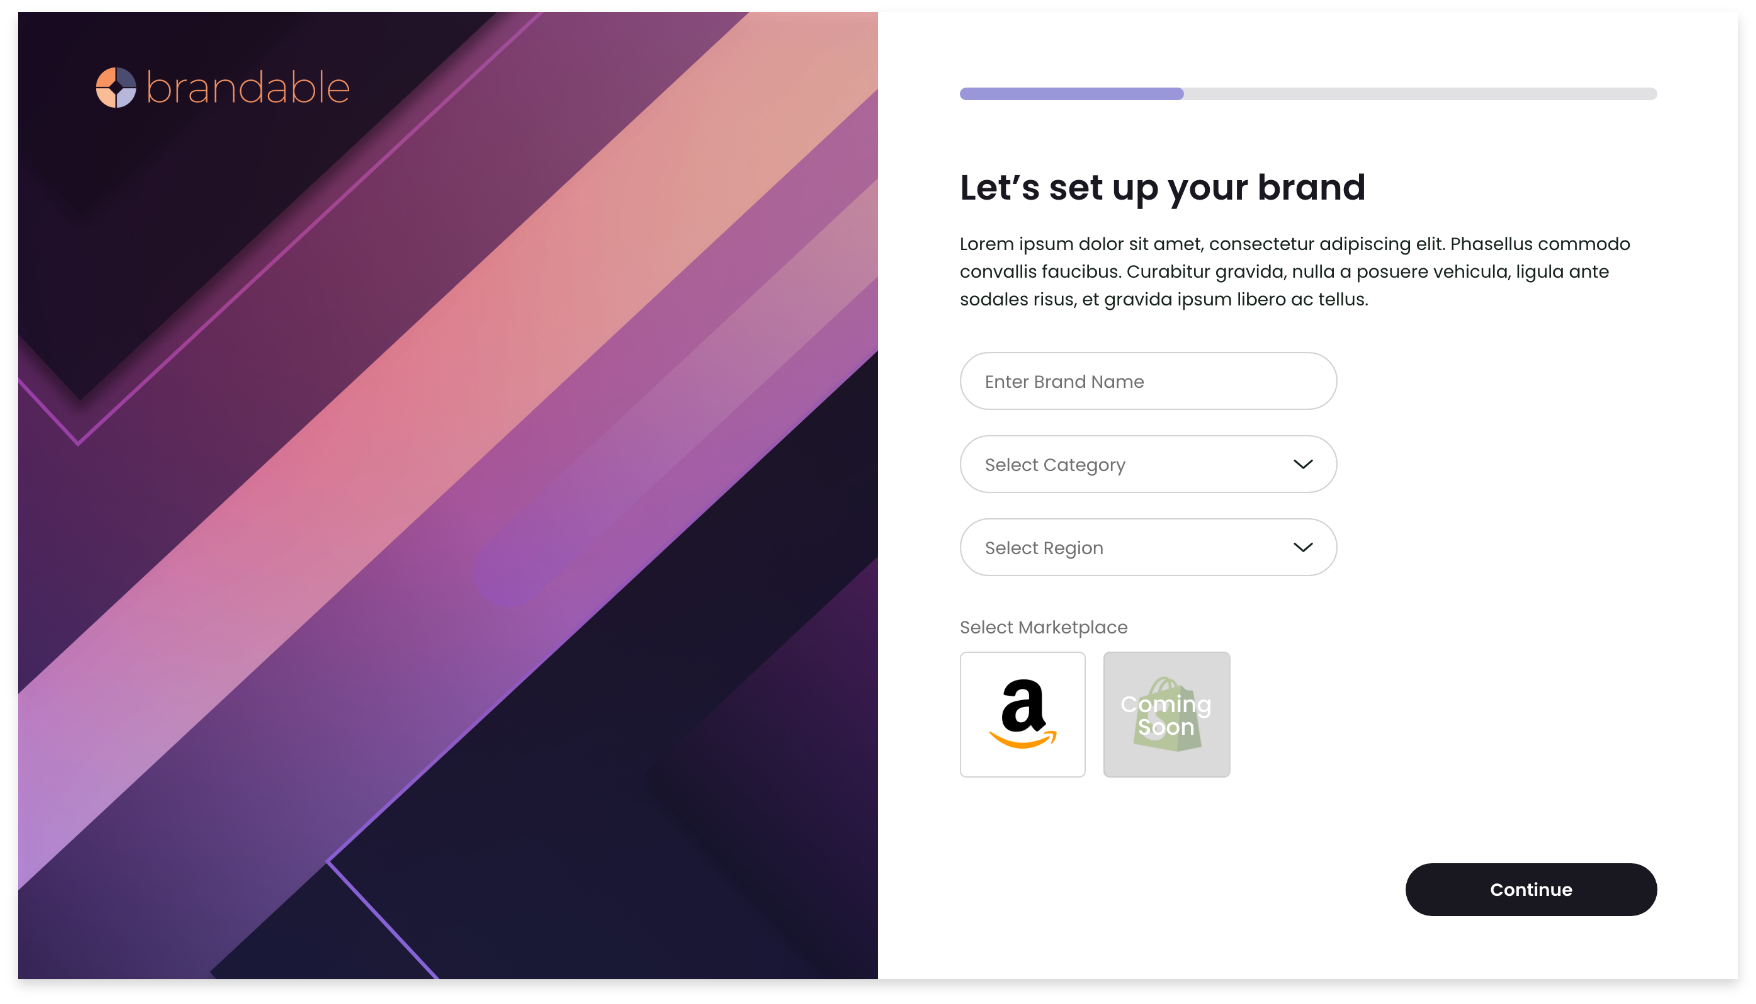 brandable
Let’s set up your brand
Lorem ipsum dolor sit amet, consectetur adipiscing elit. Phasellus commodo
convallis faucibus. Curabitur gravida, nulla a posuere vehicula, ligula ante
sodales risus, et gravida ipsum libero ac tellus.
Enter Brand Name
Select Category
Select Region
Select Marketplace
a
Coming
Soon
Continue